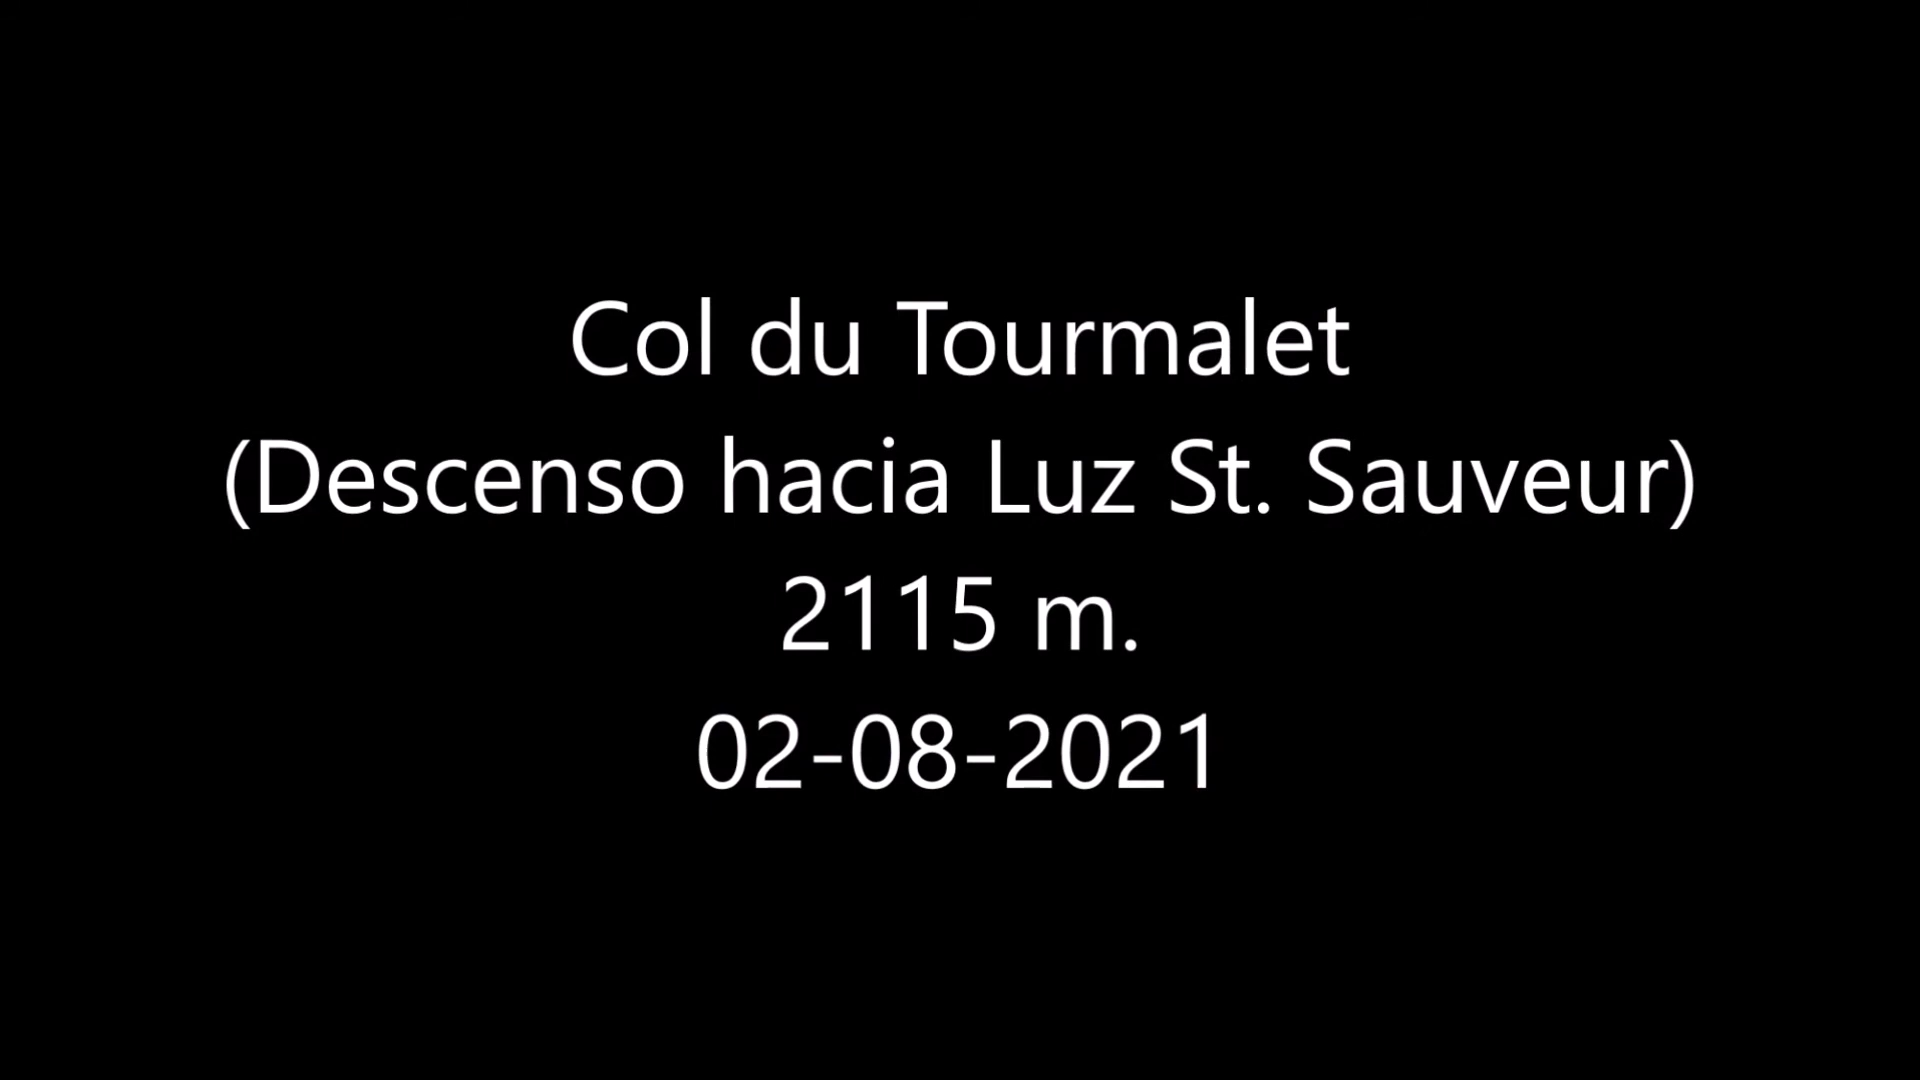 Col du Tourmalet
(Descenso hacia Luz St. Sauveur)
2115 m.
02-08-2021